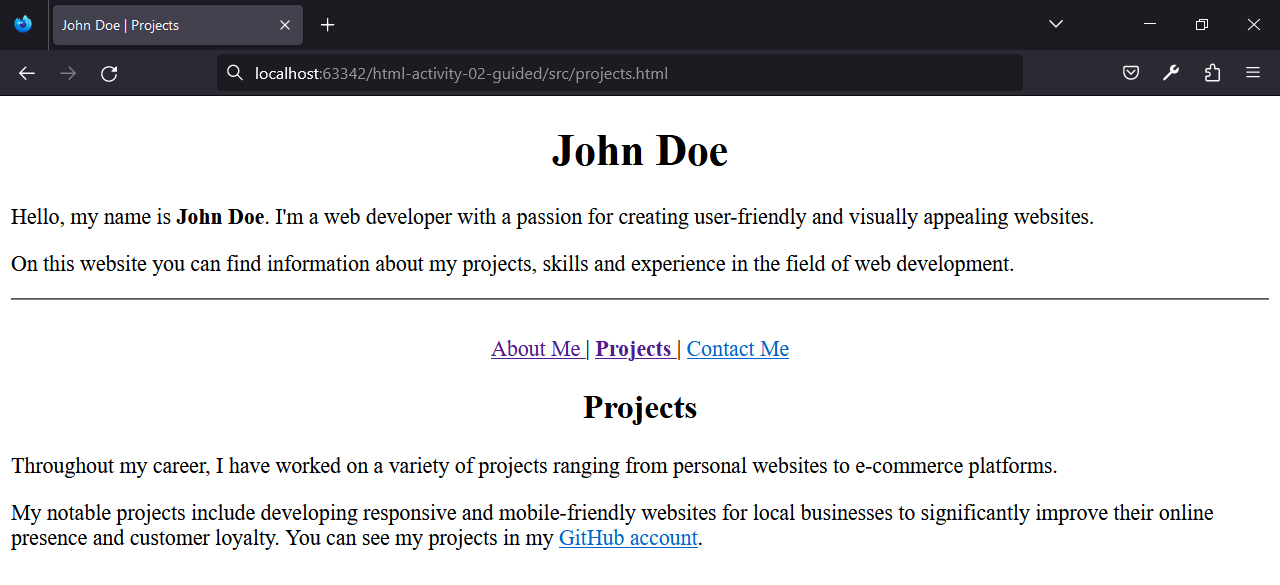 John Doe | Projects
localhost:63342/html-activity-02-guided/src/projects.html
John Doe
Hello, my name is John Doe. I'm a web developer with a passion for creating user-friendly and visually appealing websites.
On this website you can find information about my projects, skills and experience in the field of web development.
About Me | Projects | Contact Me
Projects
Throughout my career, I have worked on a variety of projects ranging from personal websites to e-commerce platforms.
My notable projects include developing responsive and mobile-friendly websites for local businesses to significantly improve their online
presence and customer loyalty. You can see my projects in my GitHub account.